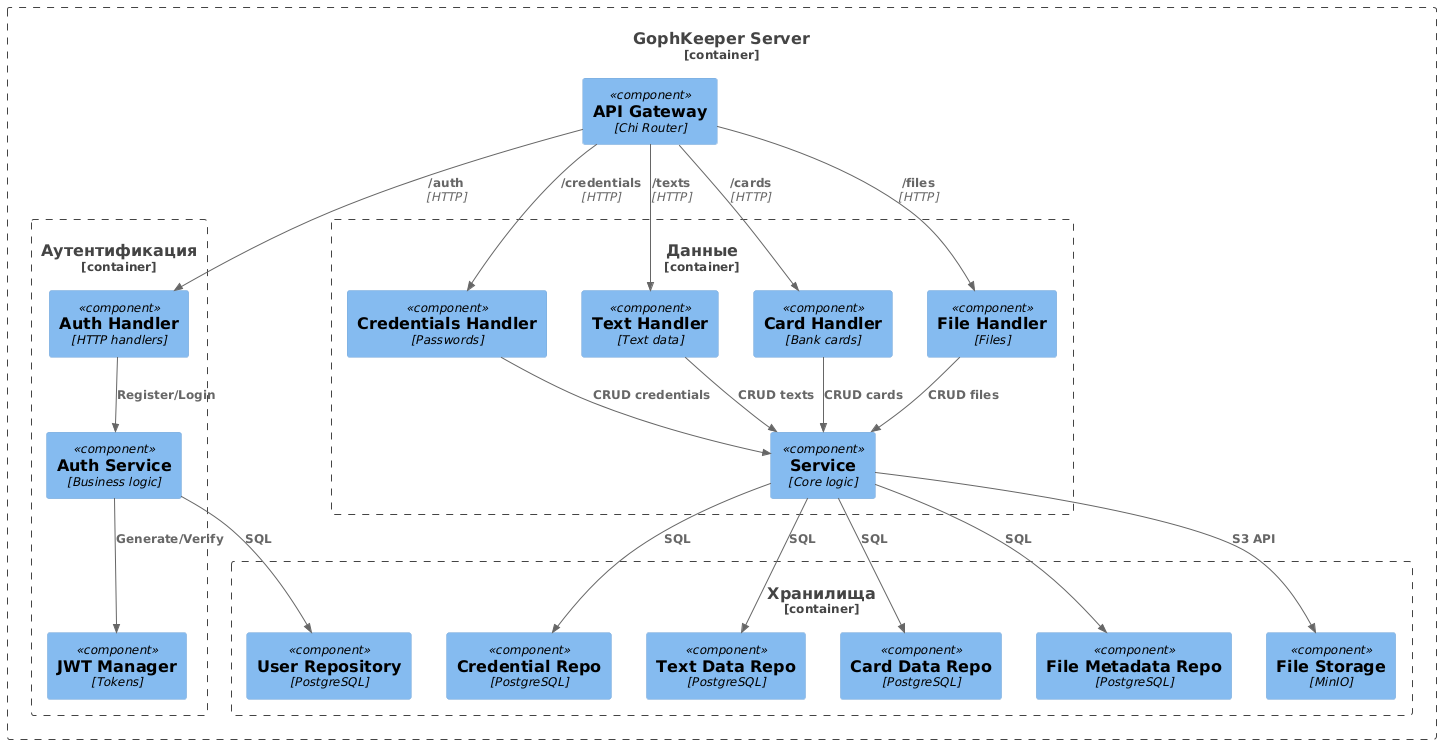 GophKeeper Server
[container]
«component»
API Gateway
[Chi Router]
/auth
[HTTP]
/credentials
[HTTP]
/texts
[HTTP]
/cards
[HTTP]
/files
[HTTP]
Аутентификация
[container]
Данные
[container]
«component»
Auth Handler
[HTTP handlers]
«component»
Credentials Handler
[Passwords]
«component»
Text Handler
[Text data]
«component»
Card Handler
[Bank cards]
«component»
File Handler
[Files]
Register/Login
CRUD credentials
CRUD texts
CRUD cards
CRUD files
«component»
Auth Service
[Business logic]
«component»
Service
[Core logic]
Generate/Verify
SQL
SQL
SQL
SQL
SQL
S3 API
Хранилища
[container]
«component»
JWT Manager
[Tokens]
«component»
User Repository
[PostgreSQL]
«component»
Credential Repo
[PostgreSQL]
«component»
Text Data Repo
[PostgreSQL]
«component»
Card Data Repo
[PostgreSQL]
«component»
File Metadata Repo
[PostgreSQL]
«component»
File Storage
[MinIO]